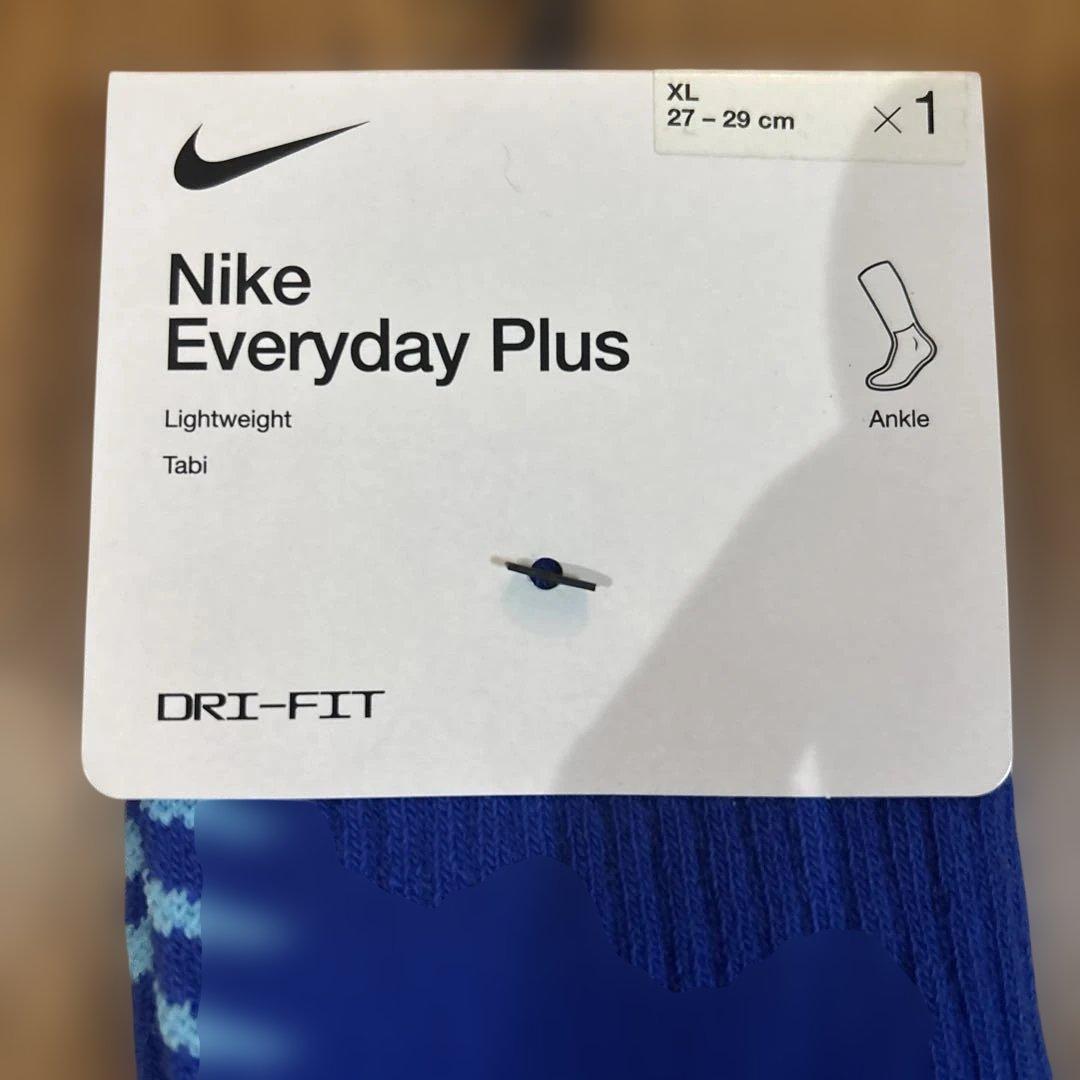 XL
27 – 29 cm
×1
Nike
Everyday Plus
Lightweight
Tabi
Ankle
DRI-FIT